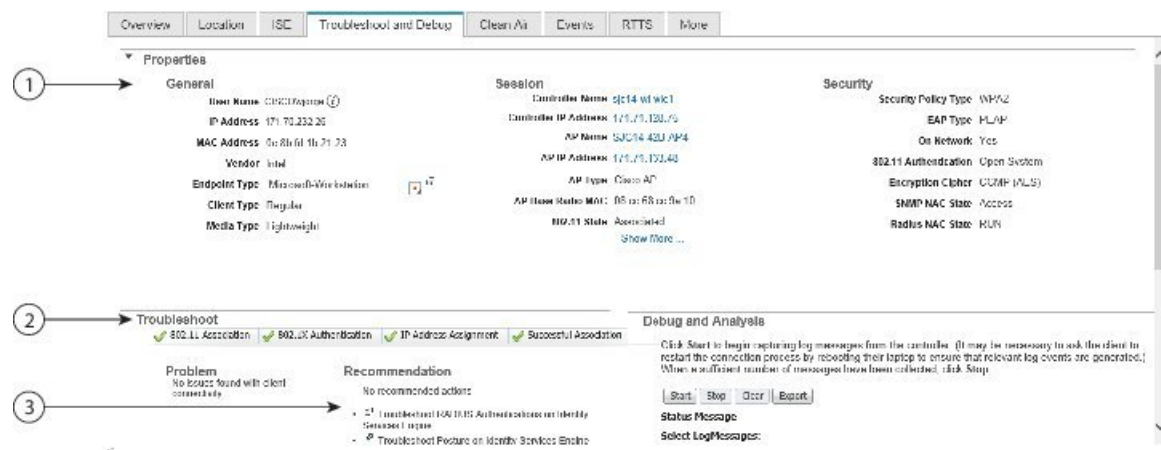 Overview Location ISE Troubleshoot and Debug Clean Air Events RTTS More
Properties
1
General
User Name
IP Address 171.70.232.26
MAC Address
Vendor Intel
Endpoint Type Microsoft-Workstation
Client Type Regular
Media Type Lightweight
Session
Controller Name
Controller IP Address
AP Name
AP IP Address
AP Type Cisco AP
AP Base Radio MAC
802.11 State Associated
Show More ...
Security
Security Policy Type WPA2
EAP Type PEAP
On Network Yes
802.11 Authentication Open System
Encryption Cipher CCMP (AES)
SNMP NAC State Access
Radius NAC State RUN
2
Troubleshoot
802.11 Association 802.1X Authentication IP Address Assignment Successful Association
Problem
No issues found with client
connectivity
3
Recommendation
No recommended actions
Troubleshoot RADIUS Authentications on Identity
Services Engine
Troubleshoot Posture on Identity Services Engine
Debug and Analysis
Click Start to begin capturing log messages from the controller. (It may be necessary to ask the client to
restart the connection process by rebooting their laptop to ensure that relevant log events are generated.)
When a sufficient number of messages have been collected, click Stop
Start Stop Clear Export
Status Message
Select LogMessages: